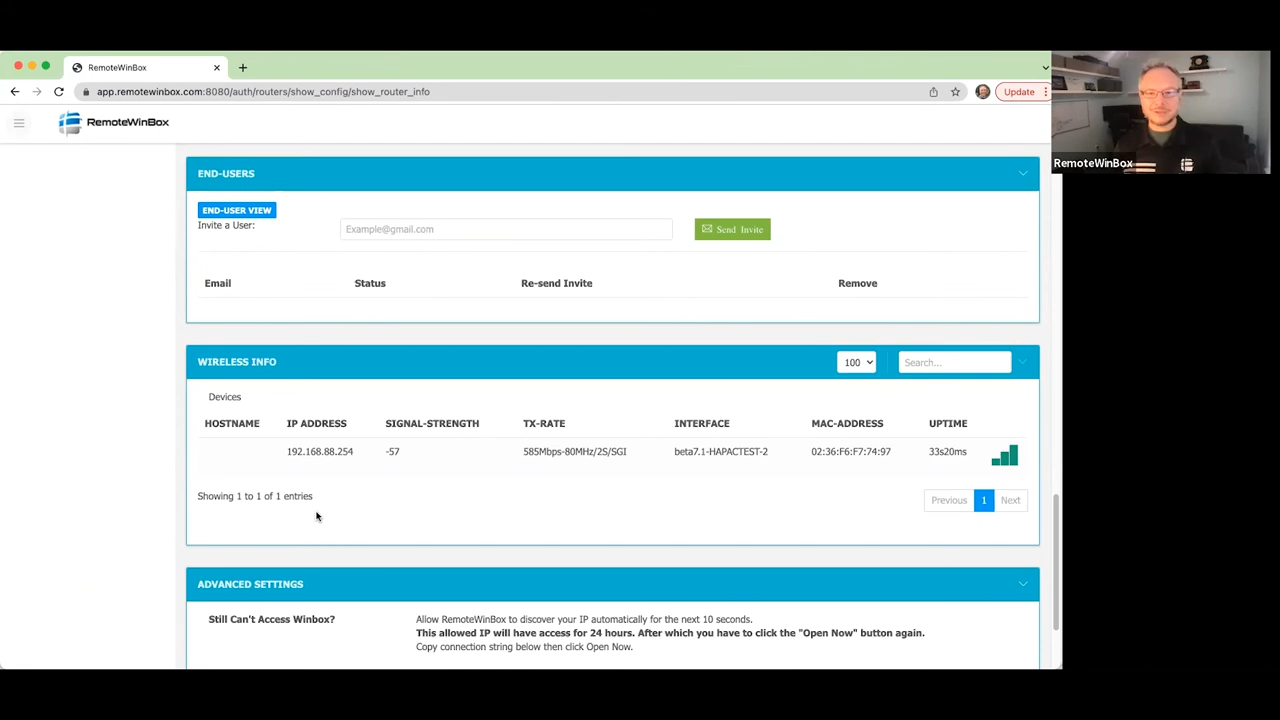 RemoteWinBox
app.remotewinbox.com:8080/auth/routers/show_config/show_router_info
Update
RemoteWinBox
RemoteWinBox
END-USERS
END-USER VIEW
Invite a User:
Example@gmail.com
Send Invite
Email Status Re-send Invite Remove
WIRELESS INFO
100
Search...
Devices
HOSTNAME IP ADDRESS SIGNAL-STRENGTH TX-RATE INTERFACE MAC-ADDRESS UPTIME
192.168.88.254 -57 585Mbps-80MHz/2S/SGI beta7.1-HAPACTEST-2 02:36:F6:F7:74:97 33s20ms
Showing 1 to 1 of 1 entries
Previous 1 Next
ADVANCED SETTINGS
Still Can't Access Winbox?
Allow RemoteWinBox to discover your IP automatically for the next 10 seconds.
This allowed IP will have access for 24 hours. After which you have to click the "Open Now" button again.
Copy connection string below then click Open Now.